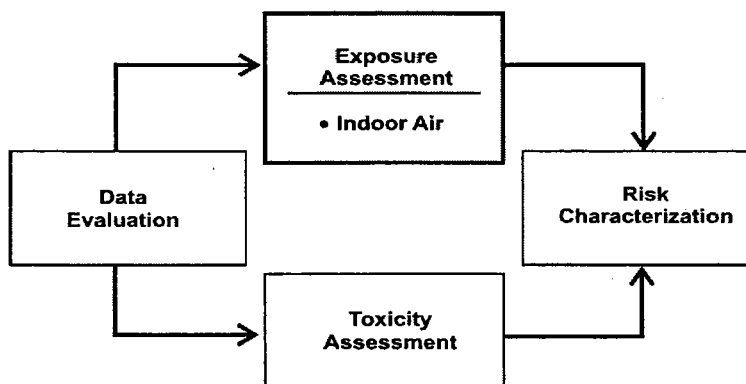 Exposure
Assessment
• Indoor Air
Data
Evaluation
Risk
Characterization
Toxicity
Assessment